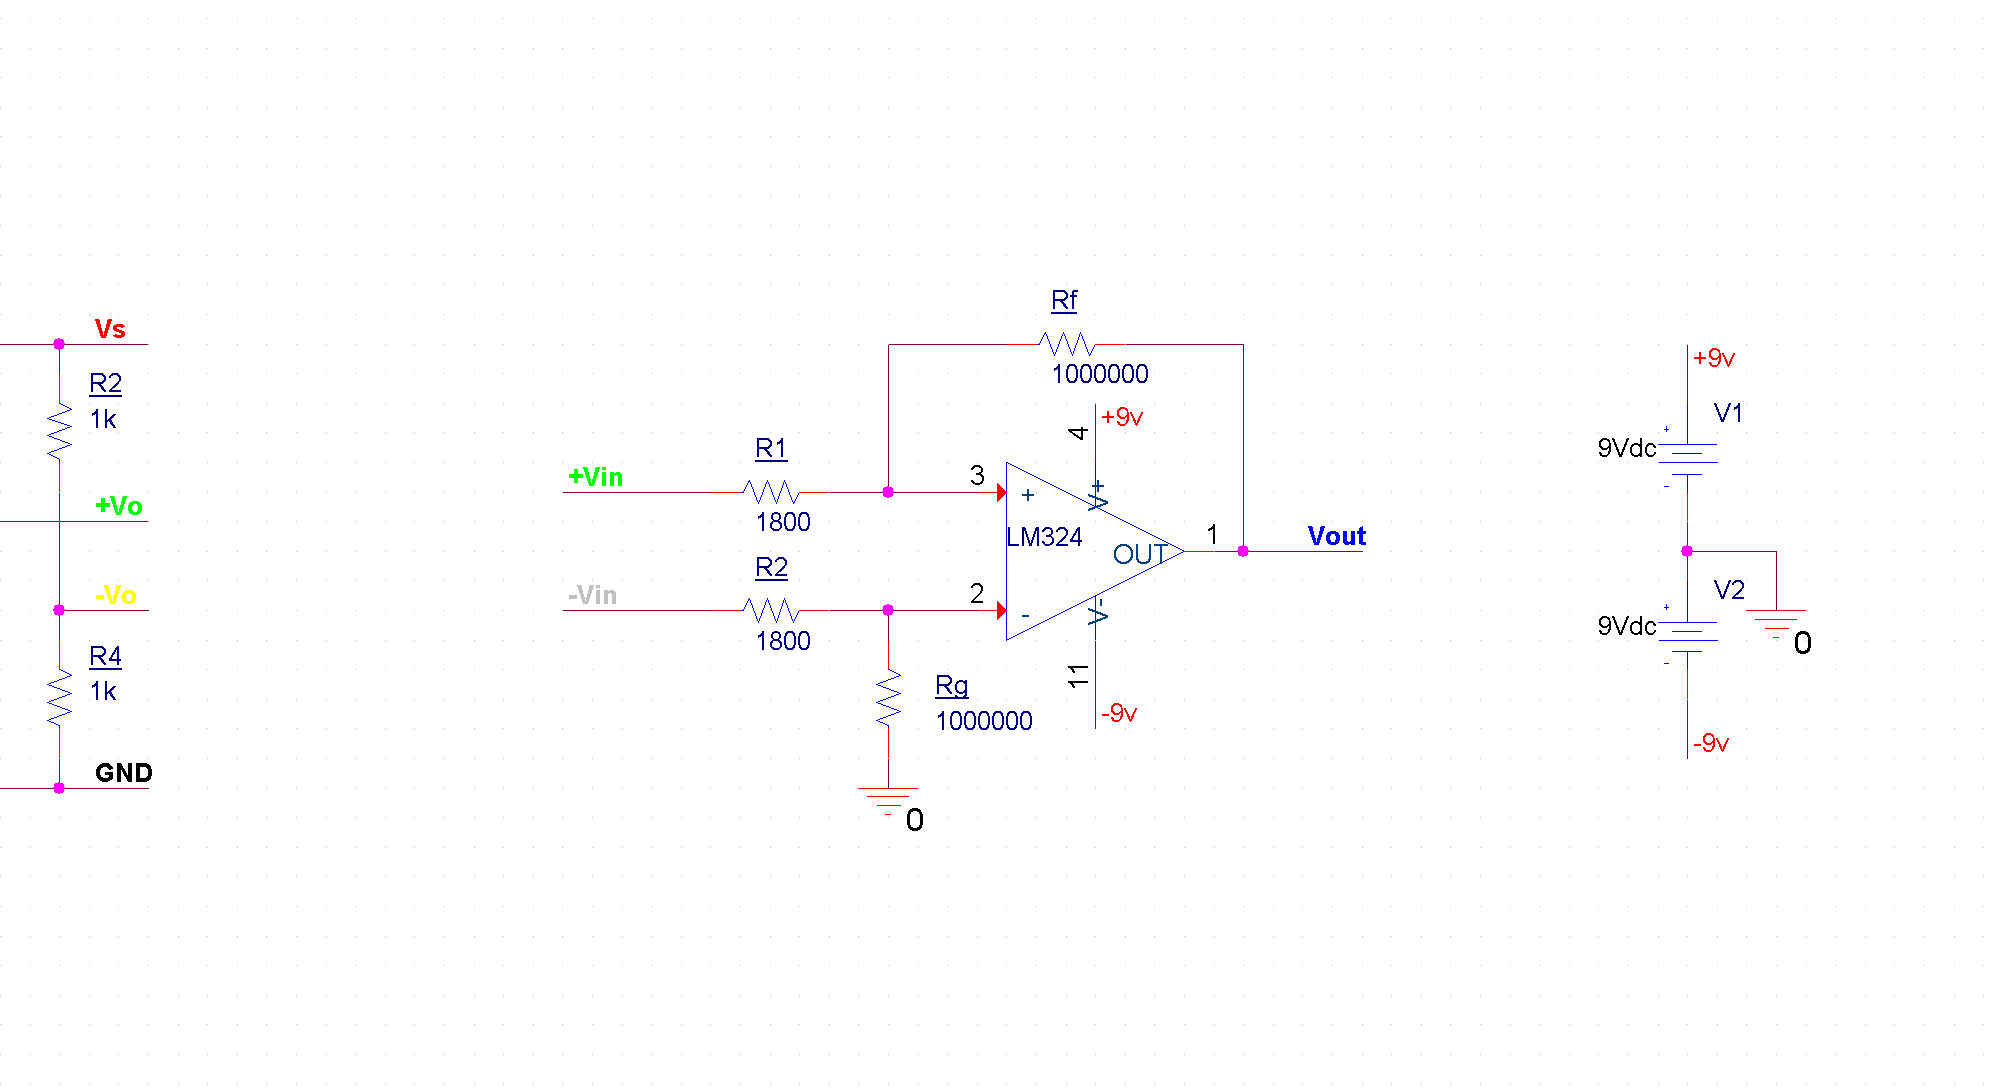 Vs
R2
1k
+Vo
-Vo
R4
1k
GND
Rf
1000000
+9v
4
R1
+Vin
1800
3
+
V+
LM324
OUT
1
Vout
R2
-Vin
1800
2
-
V-
11
-9v
Rg
1000000
0
+9v
V1
+
9Vdc
-
V2
+
9Vdc
-
0
-9v